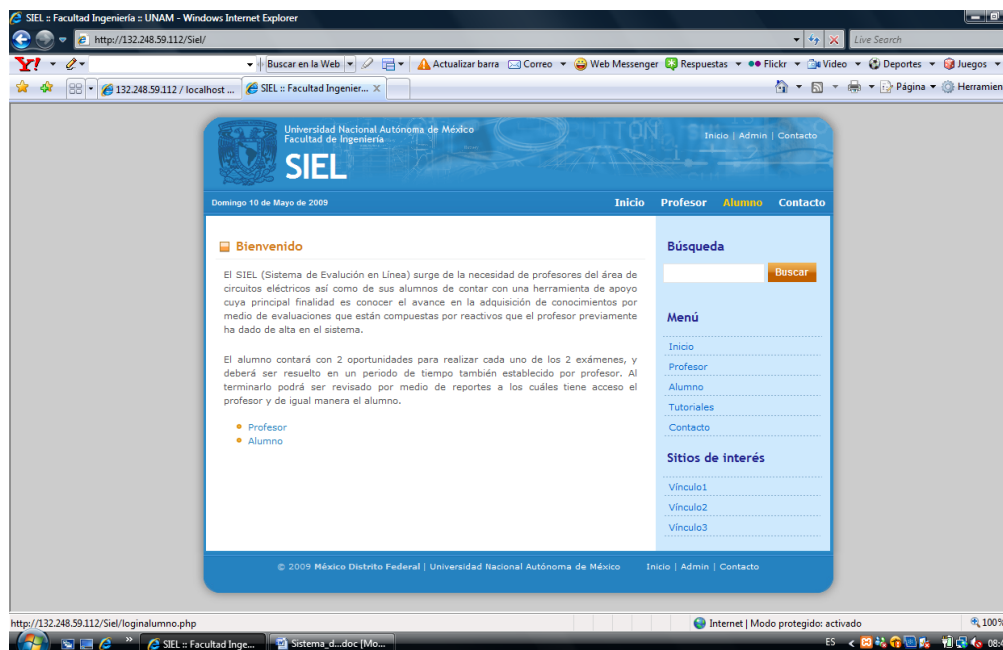 SIEL :: Facultad Ingeniería :: UNAM - Windows Internet Explorer
http://132.248.59.112/Siel/
Live Search
Y! Buscar en la Web Actualizar barra Correo Web Messenger Respuestas Flickr Video Deportes Juegos
132.248.59.112 / localhost ... SIEL :: Facultad Ingenier... Página Herramien
Universidad Nacional Autónoma de México
Facultad de Ingeniería
SIEL
Inicio | Admin | Contacto
Domingo 10 de Mayo de 2009
Inicio Profesor Alumno Contacto
Bienvenido
El SIEL (Sistema de Evalución en Línea) surge de la necesidad de profesores del área de
circuitos eléctricos así como de sus alumnos de contar con una herramienta de apoyo
cuya principal finalidad es conocer el avance en la adquisición de conocimientos por
medio de evaluaciones que están compuestas por reactivos que el profesor previamente
ha dado de alta en el sistema.
El alumno contará con 2 oportunidades para realizar cada uno de los 2 exámenes, y
deberá ser resuelto en un periodo de tiempo también establecido por profesor. Al
terminarlo podrá ser revisado por medio de reportes a los cuáles tiene acceso el
profesor y de igual manera el alumno.
Profesor
Alumno
Búsqueda
Buscar
Menú
Inicio
Profesor
Alumno
Tutoriales
Contacto
Sitios de interés
Vínculo1
Vínculo2
Vínculo3
© 2009 México Distrito Federal | Universidad Nacional Autónoma de México
Inicio | Admin | Contacto
http://132.248.59.112/Siel/loginalumno.php
Internet | Modo protegido: activado
100%
SIEL :: Facultad Inge... Sistema_d...doc [Mo... ES